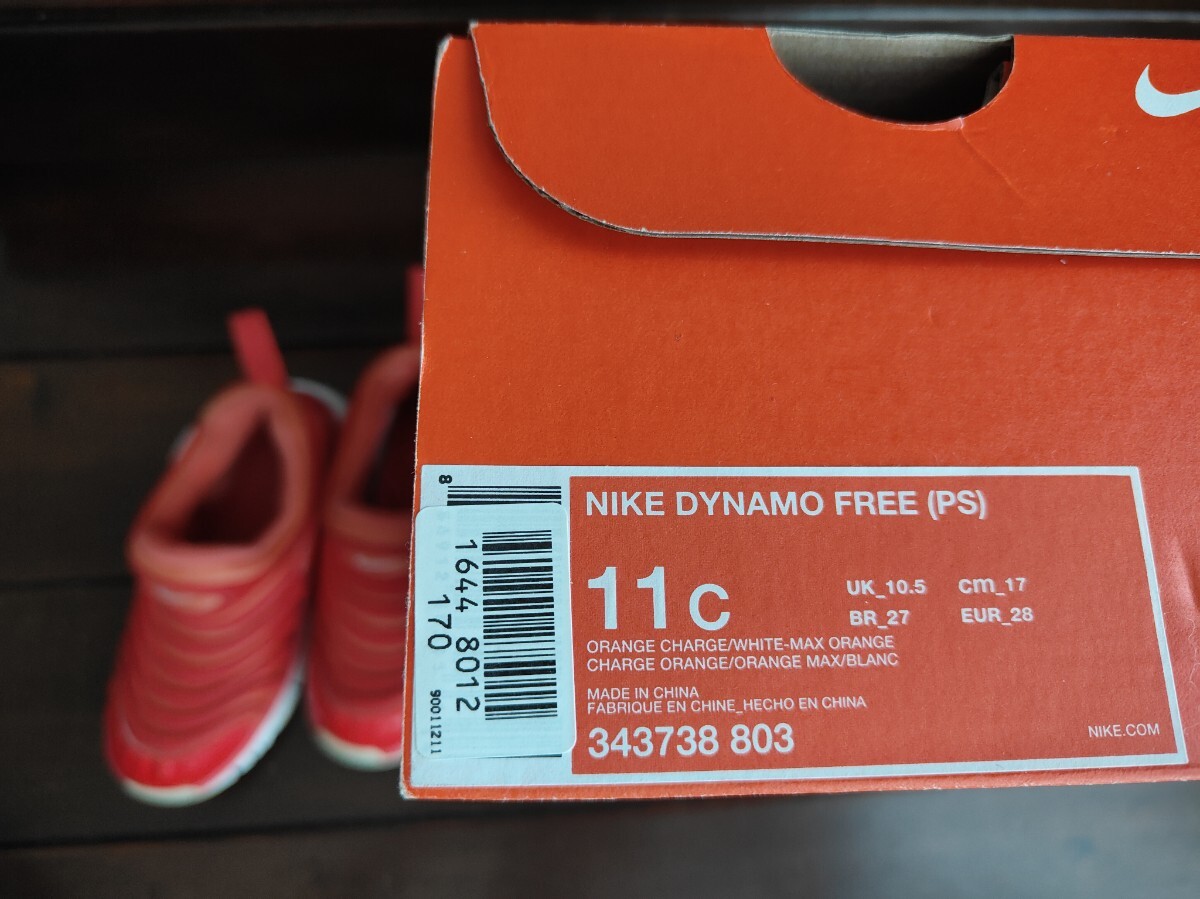 NIKE DYNAMO FREE (PS)
11C
UK_10.5 cm_17
BR_27 EUR_28
ORANGE CHARGE/WHITE-MAX ORANGE
CHARGE ORANGE/ORANGE MAX/BLANC
MADE IN CHINA
FABRIQUE EN CHINE_HECHO EN CHINA
343738 803
NIKE.COM
8
1644 8012
170
90011211